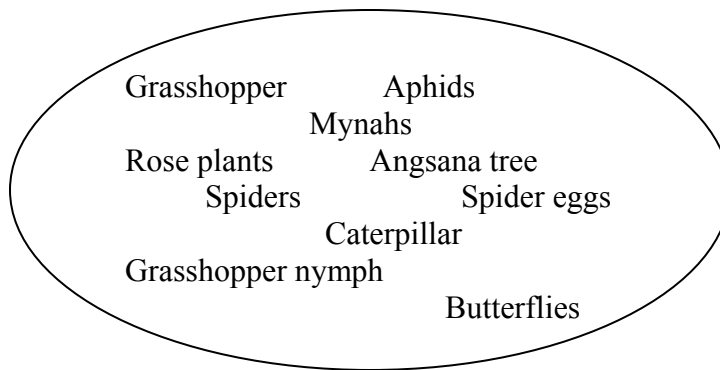 Grasshopper Aphids
Mynahs
Rose plants Angsana tree
Spiders Spider eggs
Caterpillar
Grasshopper nymph
Butterflies